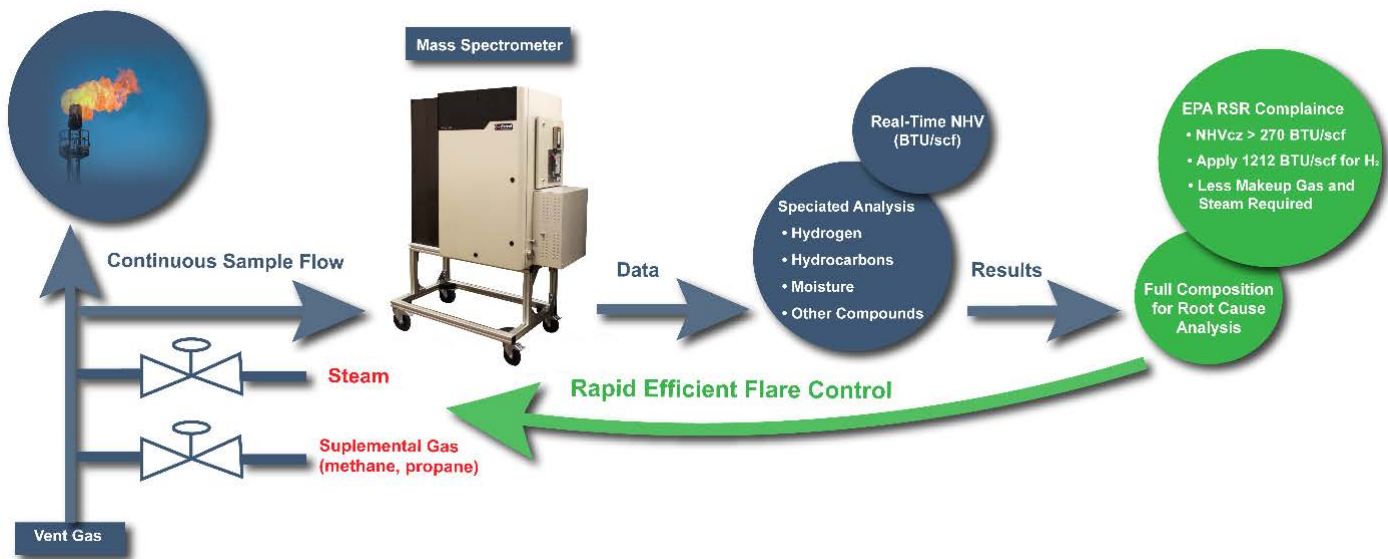 Mass Spectrometer
Real-Time NHV
(BTU/scf)
EPA RSR Complaince
• NHVcz > 270 BTU/scf
• Apply 1212 BTU/scf for H₂
• Less Makeup Gas and
Steam Required
Speciated Analysis
• Hydrogen
• Hydrocarbons
• Moisture
• Other Compounds
Continuous Sample Flow
Data
Results
Full Composition
for Root Cause
Analysis
Steam
Rapid Efficient Flare Control
Suplemental Gas
(methane, propane)
Vent Gas